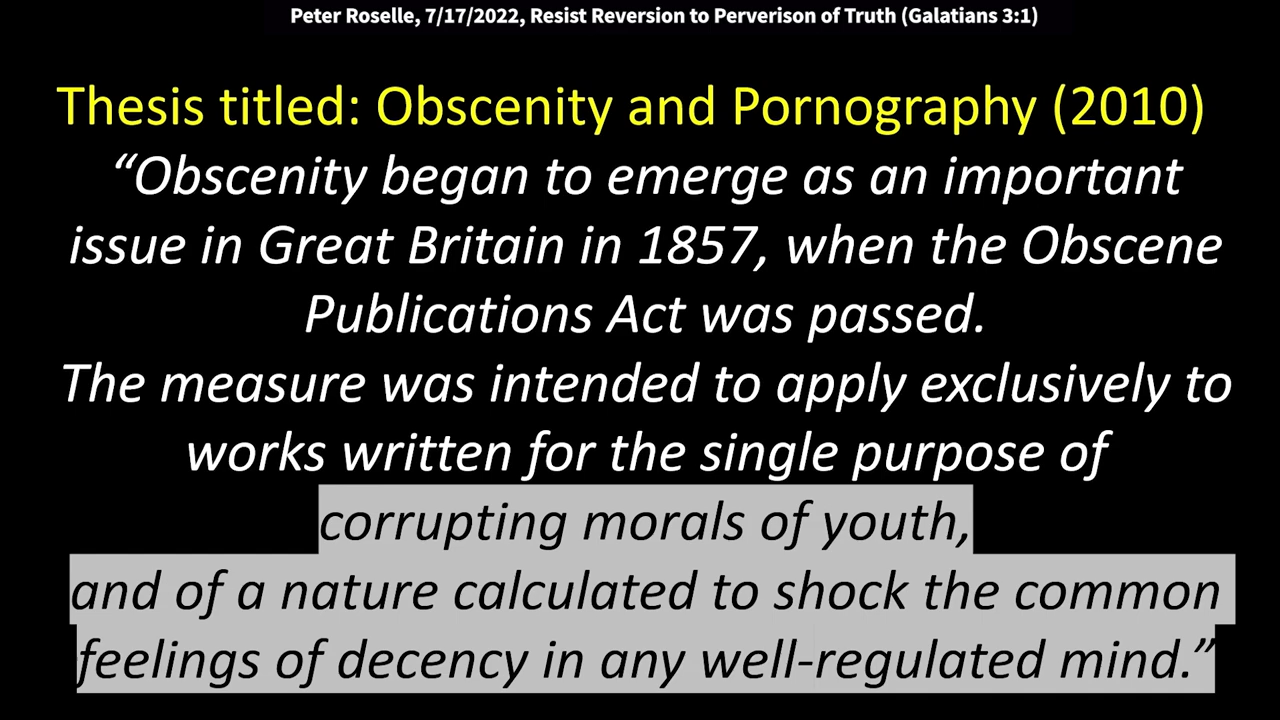 Peter Roselle, 7/17/2022, Resist Reversion to Perverison of Truth (Galatians 3:1)
Thesis titled: Obscenity and Pornography (2010)
“Obscenity began to emerge as an important
issue in Great Britain in 1857, when the Obscene
Publications Act was passed.
The measure was intended to apply exclusively to
works written for the single purpose of
corrupting morals of youth,
and of a nature calculated to shock the common
feelings of decency in any well-regulated mind.”